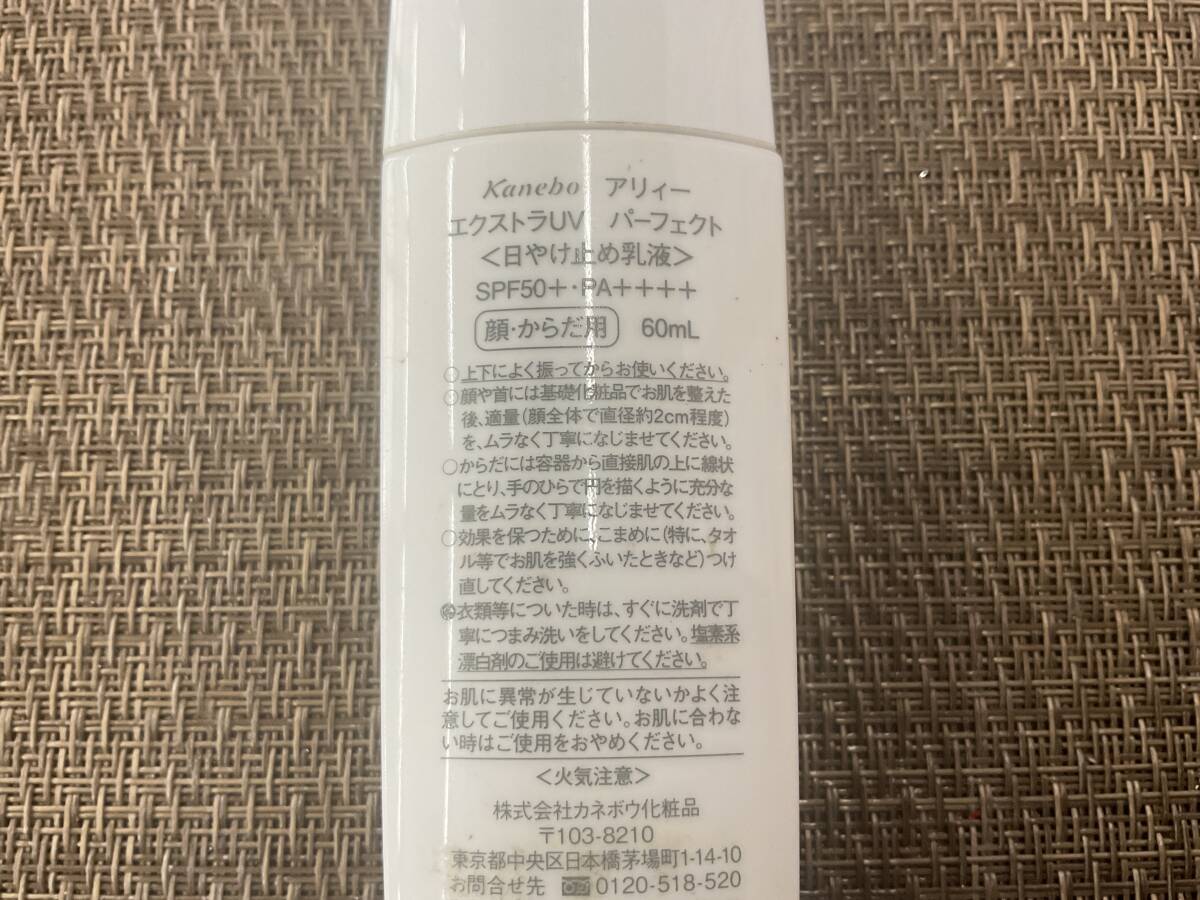 Kanebo アリィー
エクストラUV パーフェクト
＜日やけ止め乳液＞
SPF50＋・PA＋＋＋＋
顔・からだ用 60mL
○上下によく振ってからお使いください。
○顔や首には基礎化粧品でお肌を整えた
後、適量(顔全体で直径約2cm程度)
を、ムラなく丁寧になじませてください。
○からだには容器から直接肌の上に線状
にとり、手のひらで円を描くように充分な
量をムラなく丁寧になじませてください。
○効果を保つために、こまめに(特に、タオ
ル等でお肌を強くふいたときなど)つけ
直してください。
衣類等についた時は、すぐに洗剤で丁
寧につまみ洗いをしてください。塩素系
漂白剤のご使用は避けてください。
お肌に異常が生じていないかよく注
意してご使用ください。お肌に合わな
い時はご使用をおやめください。
＜火気注意＞
株式会社カネボウ化粧品
〒103-8210
東京都中央区日本橋茅場町1-14-10
お問合せ先 0120-518-520